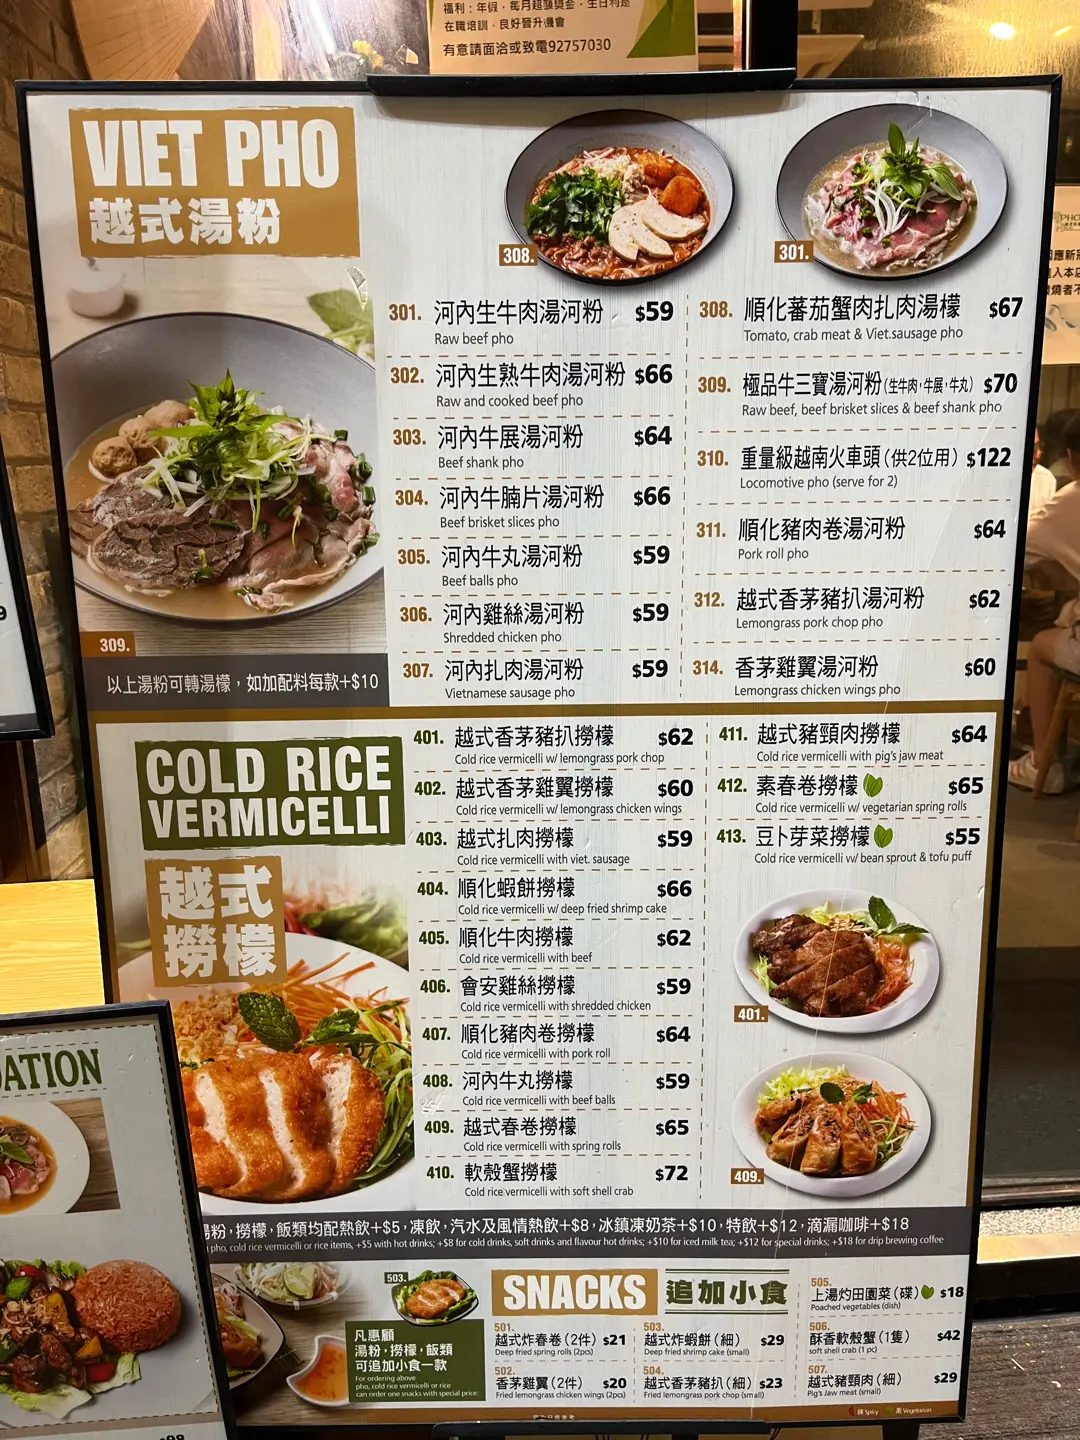 福利：年假，每月超額獎金，生日利是
在職培訓，良好晉升機會
有意請面洽或致電92757030
VIET PHO
越式湯粉
308.
301.
309.
以上湯粉可轉湯檬，如加配料每款+$10
301. 河內生牛肉湯河粉 $59
Raw beef pho
302. 河內生熟牛肉湯河粉 $66
Raw and cooked beef pho
303. 河內牛展湯河粉 $64
Beef shank pho
304. 河內牛腩片湯河粉 $66
Beef brisket slices pho
305. 河內牛丸湯河粉 $59
Beef balls pho
306. 河內雞絲湯河粉 $59
Shredded chicken pho
307. 河內扎肉湯河粉 $59
Vietnamese sausage pho
308. 順化蕃茄蟹肉扎肉湯檬 $67
Tomato, crab meat & Viet.sausage pho
309. 極品牛三寶湯河粉(生牛肉，牛展，牛丸) $70
Raw beef, beef brisket slices & beef shank pho
310. 重量級越南火車頭(供2位用) $122
Locomotive pho (serve for 2)
311. 順化豬肉卷湯河粉 $64
Pork roll pho
312. 越式香茅豬扒湯河粉 $62
Lemongrass pork chop pho
314. 香茅雞翼湯河粉 $60
Lemongrass chicken wings pho
COLD RICE
VERMICELLI
越式
撈檬
401. 越式香茅豬扒撈檬 $62
Cold rice vermicelli w/ lemongrass pork chop
402. 越式香茅雞翼撈檬 $60
Cold rice vermicelli w/ lemongrass chicken wings
403. 越式扎肉撈檬 $59
Cold rice vermicelli with viet. sausage
404. 順化蝦餅撈檬 $66
Cold rice vermicelli w/ deep fried shrimp cake
405. 順化牛肉撈檬 $62
Cold rice vermicelli with beef
406. 會安雞絲撈檬 $59
Cold rice vermicelli with shredded chicken
407. 順化豬肉卷撈檬 $64
Cold rice vermicelli with pork roll
408. 河內牛丸撈檬 $59
Cold rice vermicelli with beef balls
409. 越式春卷撈檬 $65
Cold rice vermicelli with spring rolls
410. 軟殼蟹撈檬 $72
Cold rice vermicelli with soft shell crab
411. 越式豬頸肉撈檬 $64
Cold rice vermicelli with pig's jaw meat
412. 素春卷撈檬 $65
Cold rice vermicelli w/ vegetarian spring rolls
413. 豆卜芽菜撈檬 $55
Cold rice vermicelli w/ bean sprout & tofu puff
401.
409.
湯粉，撈檬，飯類均配熱飲+$5，凍飲，汽水及風情熱飲+$8，冰鎮凍奶茶+$10，特飲+$12，滴漏咖啡+$18
pho, cold rice vermicelli or rice items, +$5 with hot drinks; +$8 for cold drinks, soft drinks and flavour hot drinks; +$10 for iced milk tea; +$12 for special drinks; +$18 for drip brewing coffee
503.
凡惠顧
湯粉，撈檬，飯類
可追加小食一款
For ordering above
pho, cold rice vermicelli or rice
can order one snacks with special price
SNACKS 追加小食
501.
越式炸春卷(2件) $21
Deep fried spring rolls (2pcs)
502.
香茅雞翼(2件) $20
Fried lemongrass chicken wings (2pcs)
503.
越式炸蝦餅(細) $29
Deep fried shrimp cake (small)
504.
越式香茅豬扒(細) $23
Fried lemongrass pork chop (small)
505.
上湯灼田園菜(碟) $18
Poached vegetables (dish)
506.
酥香軟殼蟹(1隻) $42
soft shell crab (1 pc)
507.
越式豬頸肉(細) $29
Pig's Jaw meat (small)
辣 Spicy 素 Vegetarian
DATION